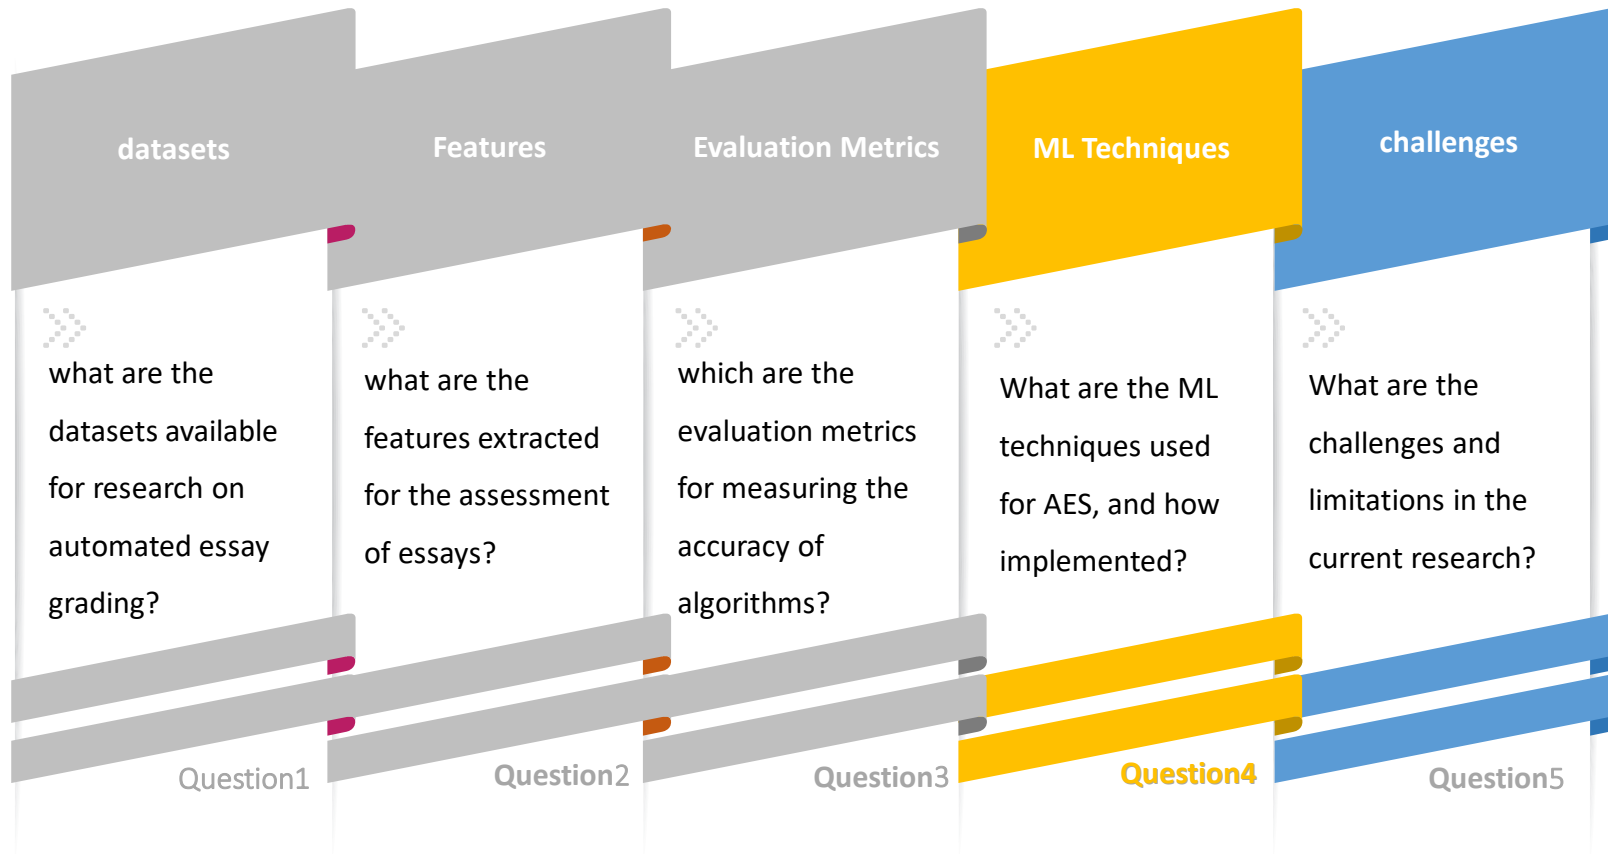 datasets
what are the
datasets available
for research on
automated essay
grading?
Question1
Features
what are the
features extracted
for the assessment
of essays?
Question2
Evaluation Metrics
which are the
evaluation metrics
for measuring the
accuracy of
algorithms?
Question3
ML Techniques
What are the ML
techniques used
for AES, and how
implemented?
Question4
challenges
What are the
challenges and
limitations in the
current research?
Question5